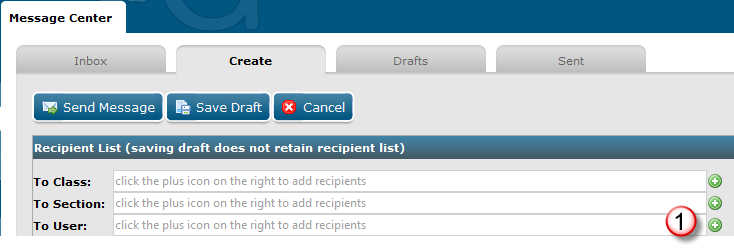 Message Center
Inbox Create Drafts Sent
Send Message Save Draft Cancel
Recipient List (saving draft does not retain recipient list)
To Class: click the plus icon on the right to add recipients
To Section: click the plus icon on the right to add recipients
To User: click the plus icon on the right to add recipients 1